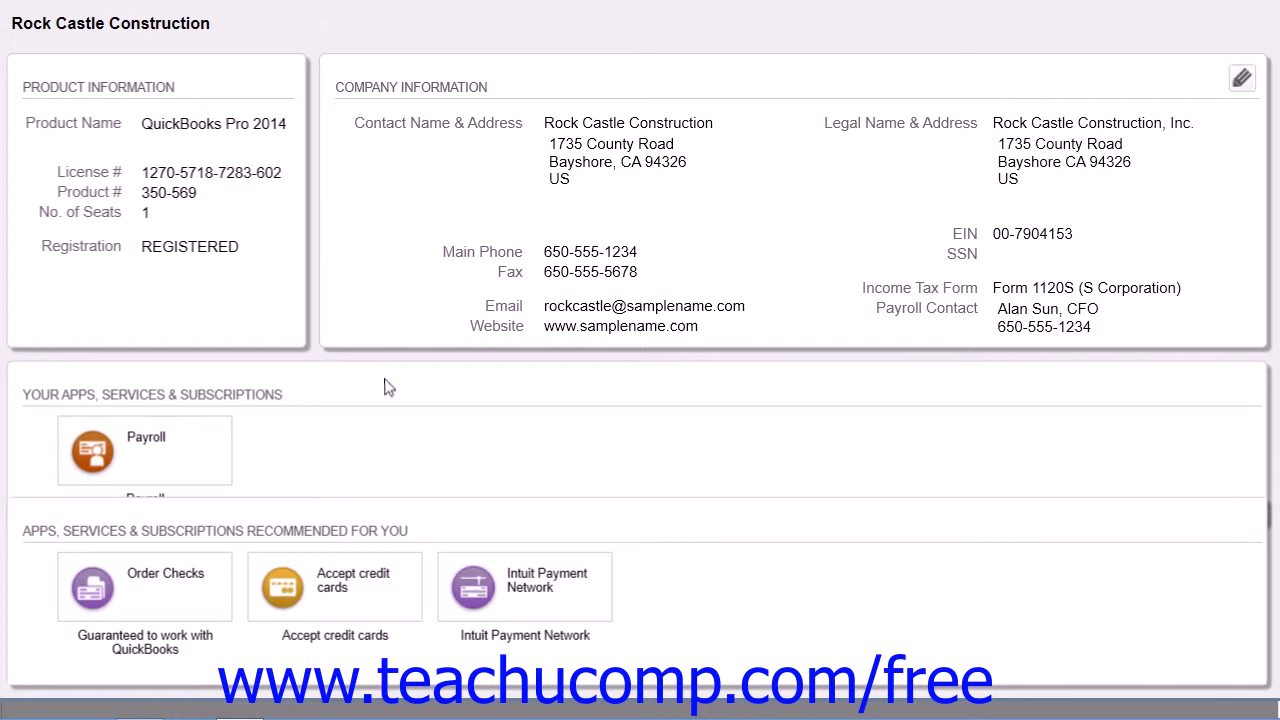 Rock Castle Construction
PRODUCT INFORMATION
Product Name QuickBooks Pro 2014
License # 1270-5718-7283-602
Product # 350-569
No. of Seats 1
Registration REGISTERED
COMPANY INFORMATION
Contact Name & Address Rock Castle Construction
1735 County Road
Bayshore, CA 94326
US
Main Phone 650-555-1234
Fax 650-555-5678
Email rockcastle@samplename.com
Website www.samplename.com
Legal Name & Address Rock Castle Construction, Inc.
1735 County Road
Bayshore CA 94326
US
EIN 00-7904153
SSN
Income Tax Form Form 1120S (S Corporation)
Payroll Contact Alan Sun, CFO
650-555-1234
YOUR APPS, SERVICES & SUBSCRIPTIONS
Payroll
Payroll
APPS, SERVICES & SUBSCRIPTIONS RECOMMENDED FOR YOU
Order Checks
Guaranteed to work with
QuickBooks
Accept credit
cards
Accept credit cards
Intuit Payment
Network
Intuit Payment Network
www.teachucomp.com/free